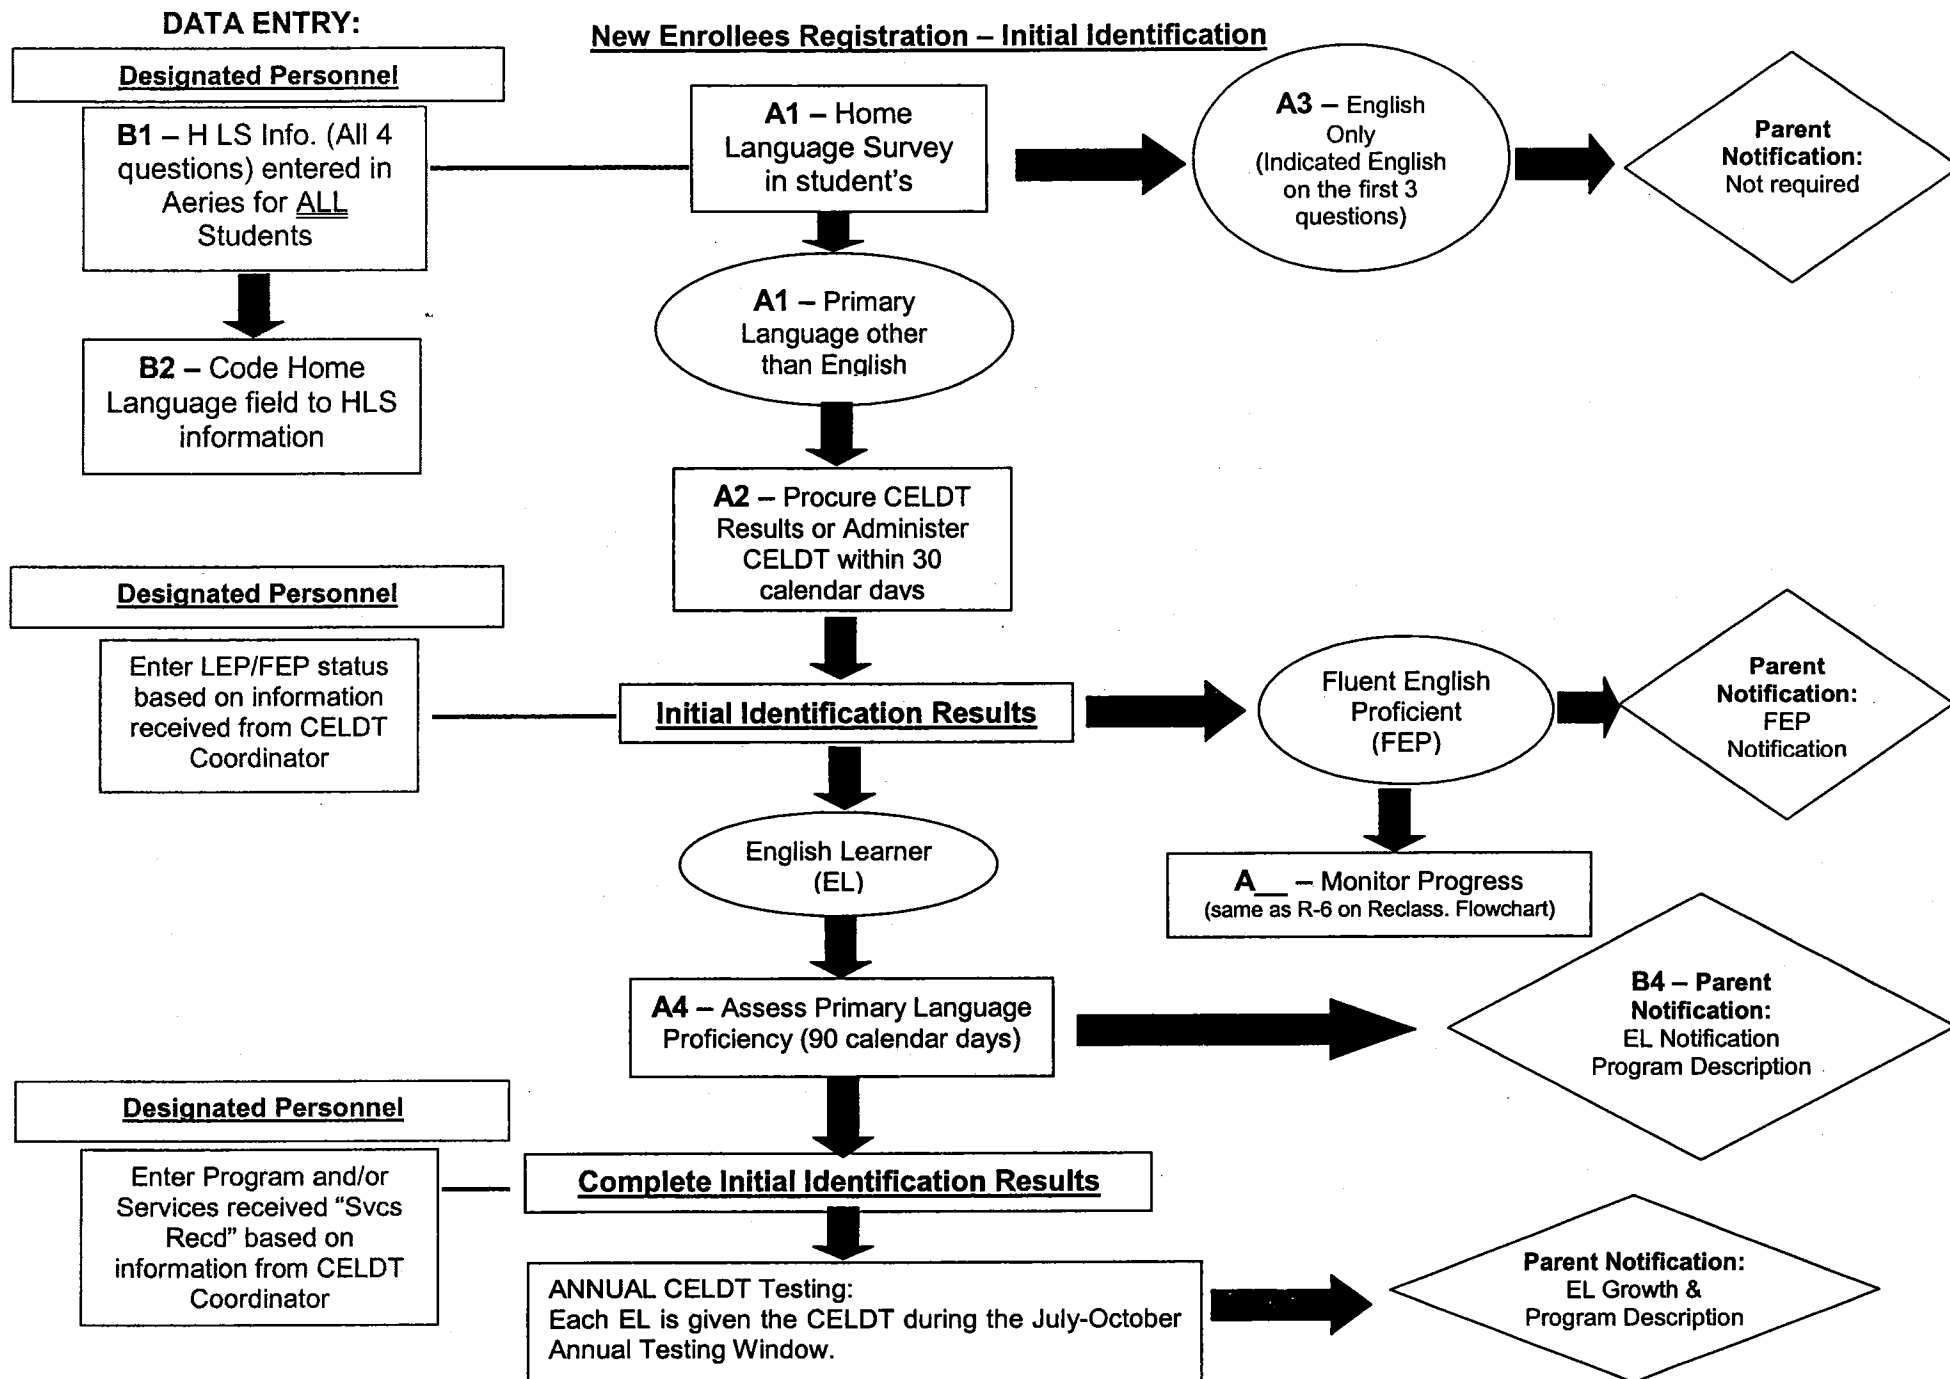 DATA ENTRY:
New Enrollees Registration – Initial Identification
Designated Personnel
B1 – H LS Info. (All 4
questions) entered in
Aeries for ALL
Students
A1 – Home
Language Survey
in student's
A3 – English
Only
(Indicated English
on the first 3
questions)
Parent
Notification:
Not required
B2 – Code Home
Language field to HLS
information
A1 – Primary
Language other
than English
A2 – Procure CELDT
Results or Administer
CELDT within 30
calendar days
Designated Personnel
Enter LEP/FEP status
based on information
received from CELDT
Coordinator
Initial Identification Results
Fluent English
Proficient
(FEP)
Parent
Notification:
FEP
Notification
English Learner
(EL)
A__ – Monitor Progress
(same as R-6 on Reclass. Flowchart)
A4 – Assess Primary Language
Proficiency (90 calendar days)
B4 – Parent
Notification:
EL Notification
Program Description
Designated Personnel
Enter Program and/or
Services received “Svcs
Recd” based on
information from CELDT
Coordinator
Complete Initial Identification Results
ANNUAL CELDT Testing:
Each EL is given the CELDT during the July-October
Annual Testing Window.
Parent Notification:
EL Growth &
Program Description